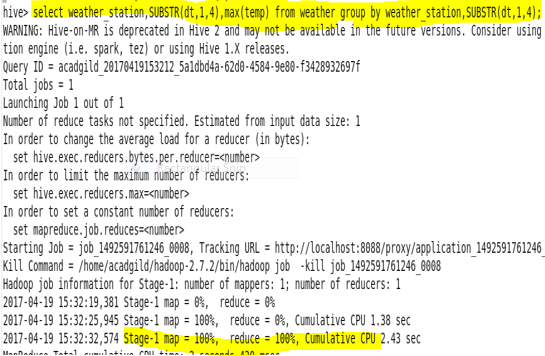 hive> select weather_station,SUBSTR(dt,1,4),max(temp) from weather group by weather_station,SUBSTR(dt,1,4);
WARNING: Hive-on-MR is deprecated in Hive 2 and may not be available in the future versions. Consider using
tion engine (i.e. spark, tez) or using Hive 1.X releases.
Query ID = acadgild_20170419153212_5a1dbd4a-62d0-4584-9e80-f3428932697f
Total jobs = 1
Launching Job 1 out of 1
Number of reduce tasks not specified. Estimated from input data size: 1
In order to change the average load for a reducer (in bytes):
set hive.exec.reducers.bytes.per.reducer=<number>
In order to limit the maximum number of reducers:
set hive.exec.reducers.max=<number>
In order to set a constant number of reducers:
set mapreduce.job.reduces=<number>
Starting Job = job_1492591761246_0008, Tracking URL = http://localhost:8088/proxy/application_1492591761246_
Kill Command = /home/acadgild/hadoop-2.7.2/bin/hadoop job -kill job_1492591761246_0008
Hadoop job information for Stage-1: number of mappers: 1; number of reducers: 1
2017-04-19 15:32:19,381 Stage-1 map = 0%, reduce = 0%
2017-04-19 15:32:25,945 Stage-1 map = 100%, reduce = 0%, Cumulative CPU 1.38 sec
2017-04-19 15:32:32,574 Stage-1 map = 100%, reduce = 100%, Cumulative CPU 2.43 sec
MapReduce Total cumulative CPU time: 2 seconds 430 msec